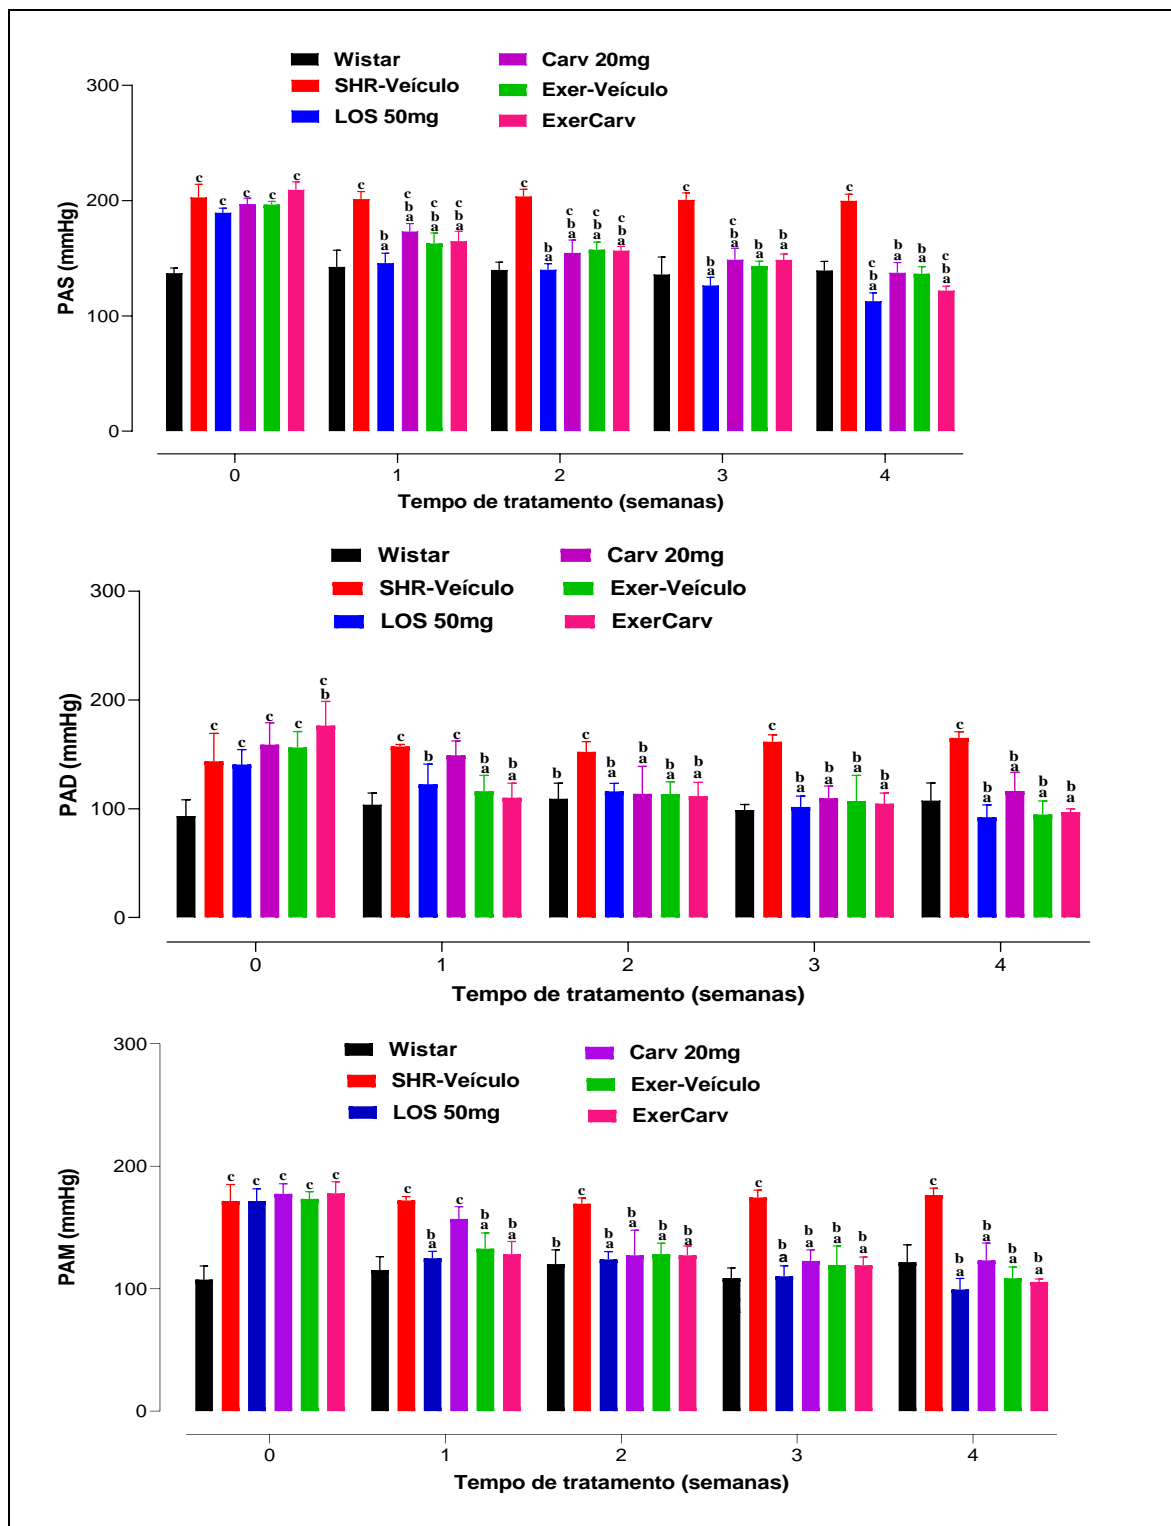 Wistar Carv 20mg
SHR-Veículo Exer-Veículo
LOS 50mg ExerCarv
PAS (mmHg)
300
200
100
0
c c c c c
c b a c b a c b a c b a
c b a c b a c b a c b a
c b a c b a b a b a
c c b a b a b a c b a
0 1 2 3 4
Tempo de tratamento (semanas)
Wistar Carv 20mg
SHR-Veículo Exer-Veículo
LOS 50mg ExerCarv
PAD (mmHg)
300
200
100
0
c c c c c b
c b c b a b a
b c b a b a b a b a
c b a b a b a b a
c b a b a b a b a
0 1 2 3 4
Tempo de tratamento (semanas)
Wistar Carv 20mg
SHR-Veículo Exer-Veículo
LOS 50mg ExerCarv
PAM (mmHg)
300
200
100
0
c c c c c
c b a c b a b a
b c b a b a b a b a
c b a b a b a b a
c b a b a b a b a
0 1 2 3 4
Tempo de tratamento (semanas)